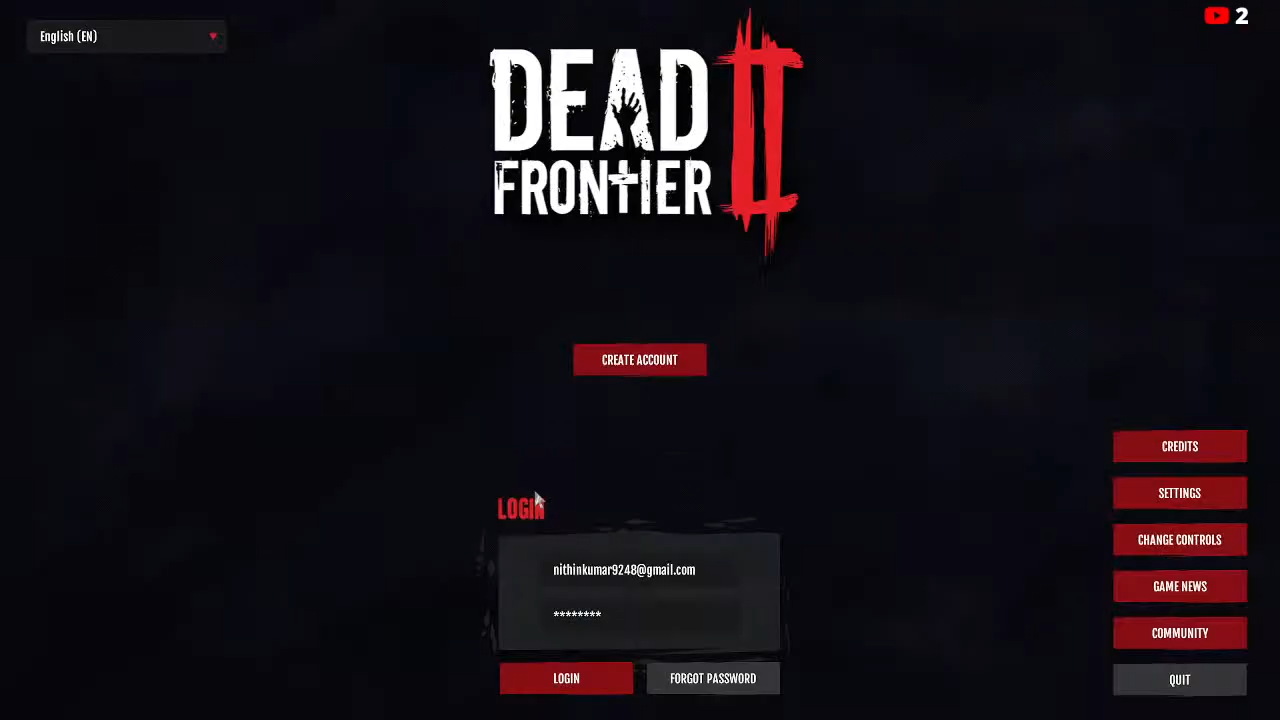 English (EN)
2
DEAD
FRONTIER
II
CREATE ACCOUNT
CREDITS
SETTINGS
LOGIN
CHANGE CONTROLS
nithinkumar9248@gmail.com
GAME NEWS
********
COMMUNITY
LOGIN
FORGOT PASSWORD
QUIT